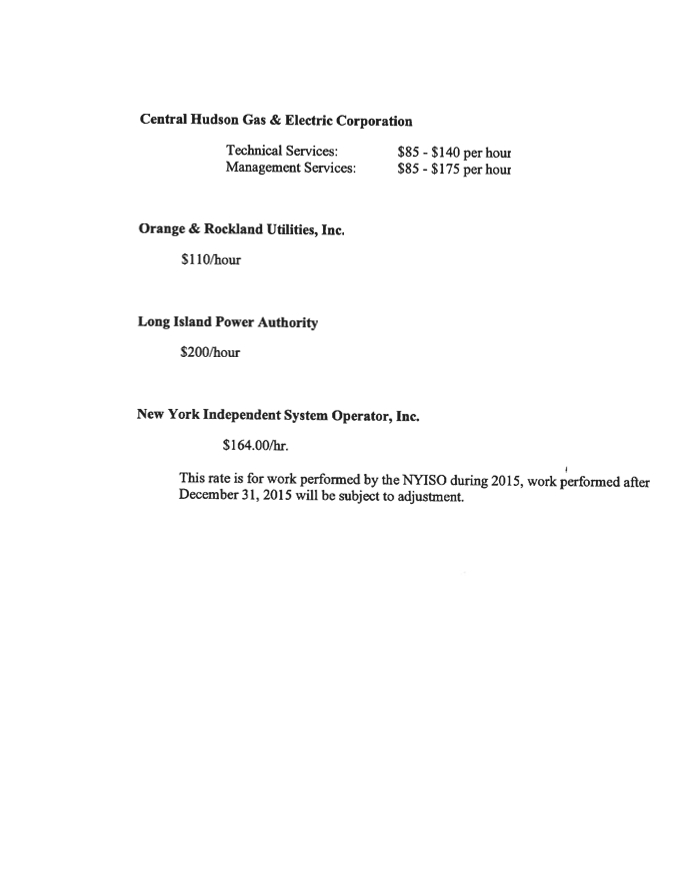 Central Hudson Gas & Electric Corporation
Technical Services: $85 - $140 per hour
Management Services: $85 - $175 per hour
Orange & Rockland Utilities, Inc.
$110/hour
Long Island Power Authority
$200/hour
New York Independent System Operator, Inc.
$164.00/hr.
This rate is for work performed by the NYISO during 2015, work performed after
December 31, 2015 will be subject to adjustment.